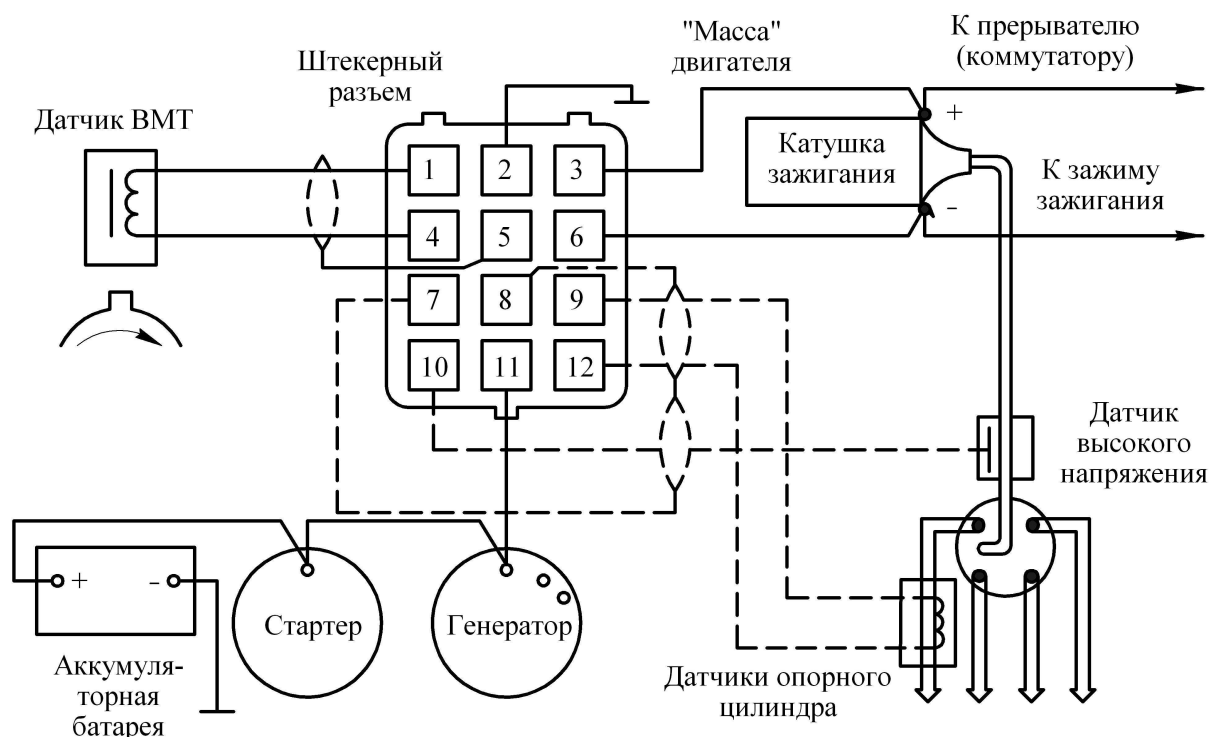 "Масса"
двигателя
К прерывателю
(коммутатору)
Штекерный
разъем
Датчик ВМТ
1
2
3
4
5
6
7
8
9
10
11
12
+
Катушка
зажигания
-
К зажиму
зажигания
Датчик
высокого
напряжения
+
-
Стартер
Генератор
Аккумуля-
торная
батарея
Датчики опорного
цилиндра